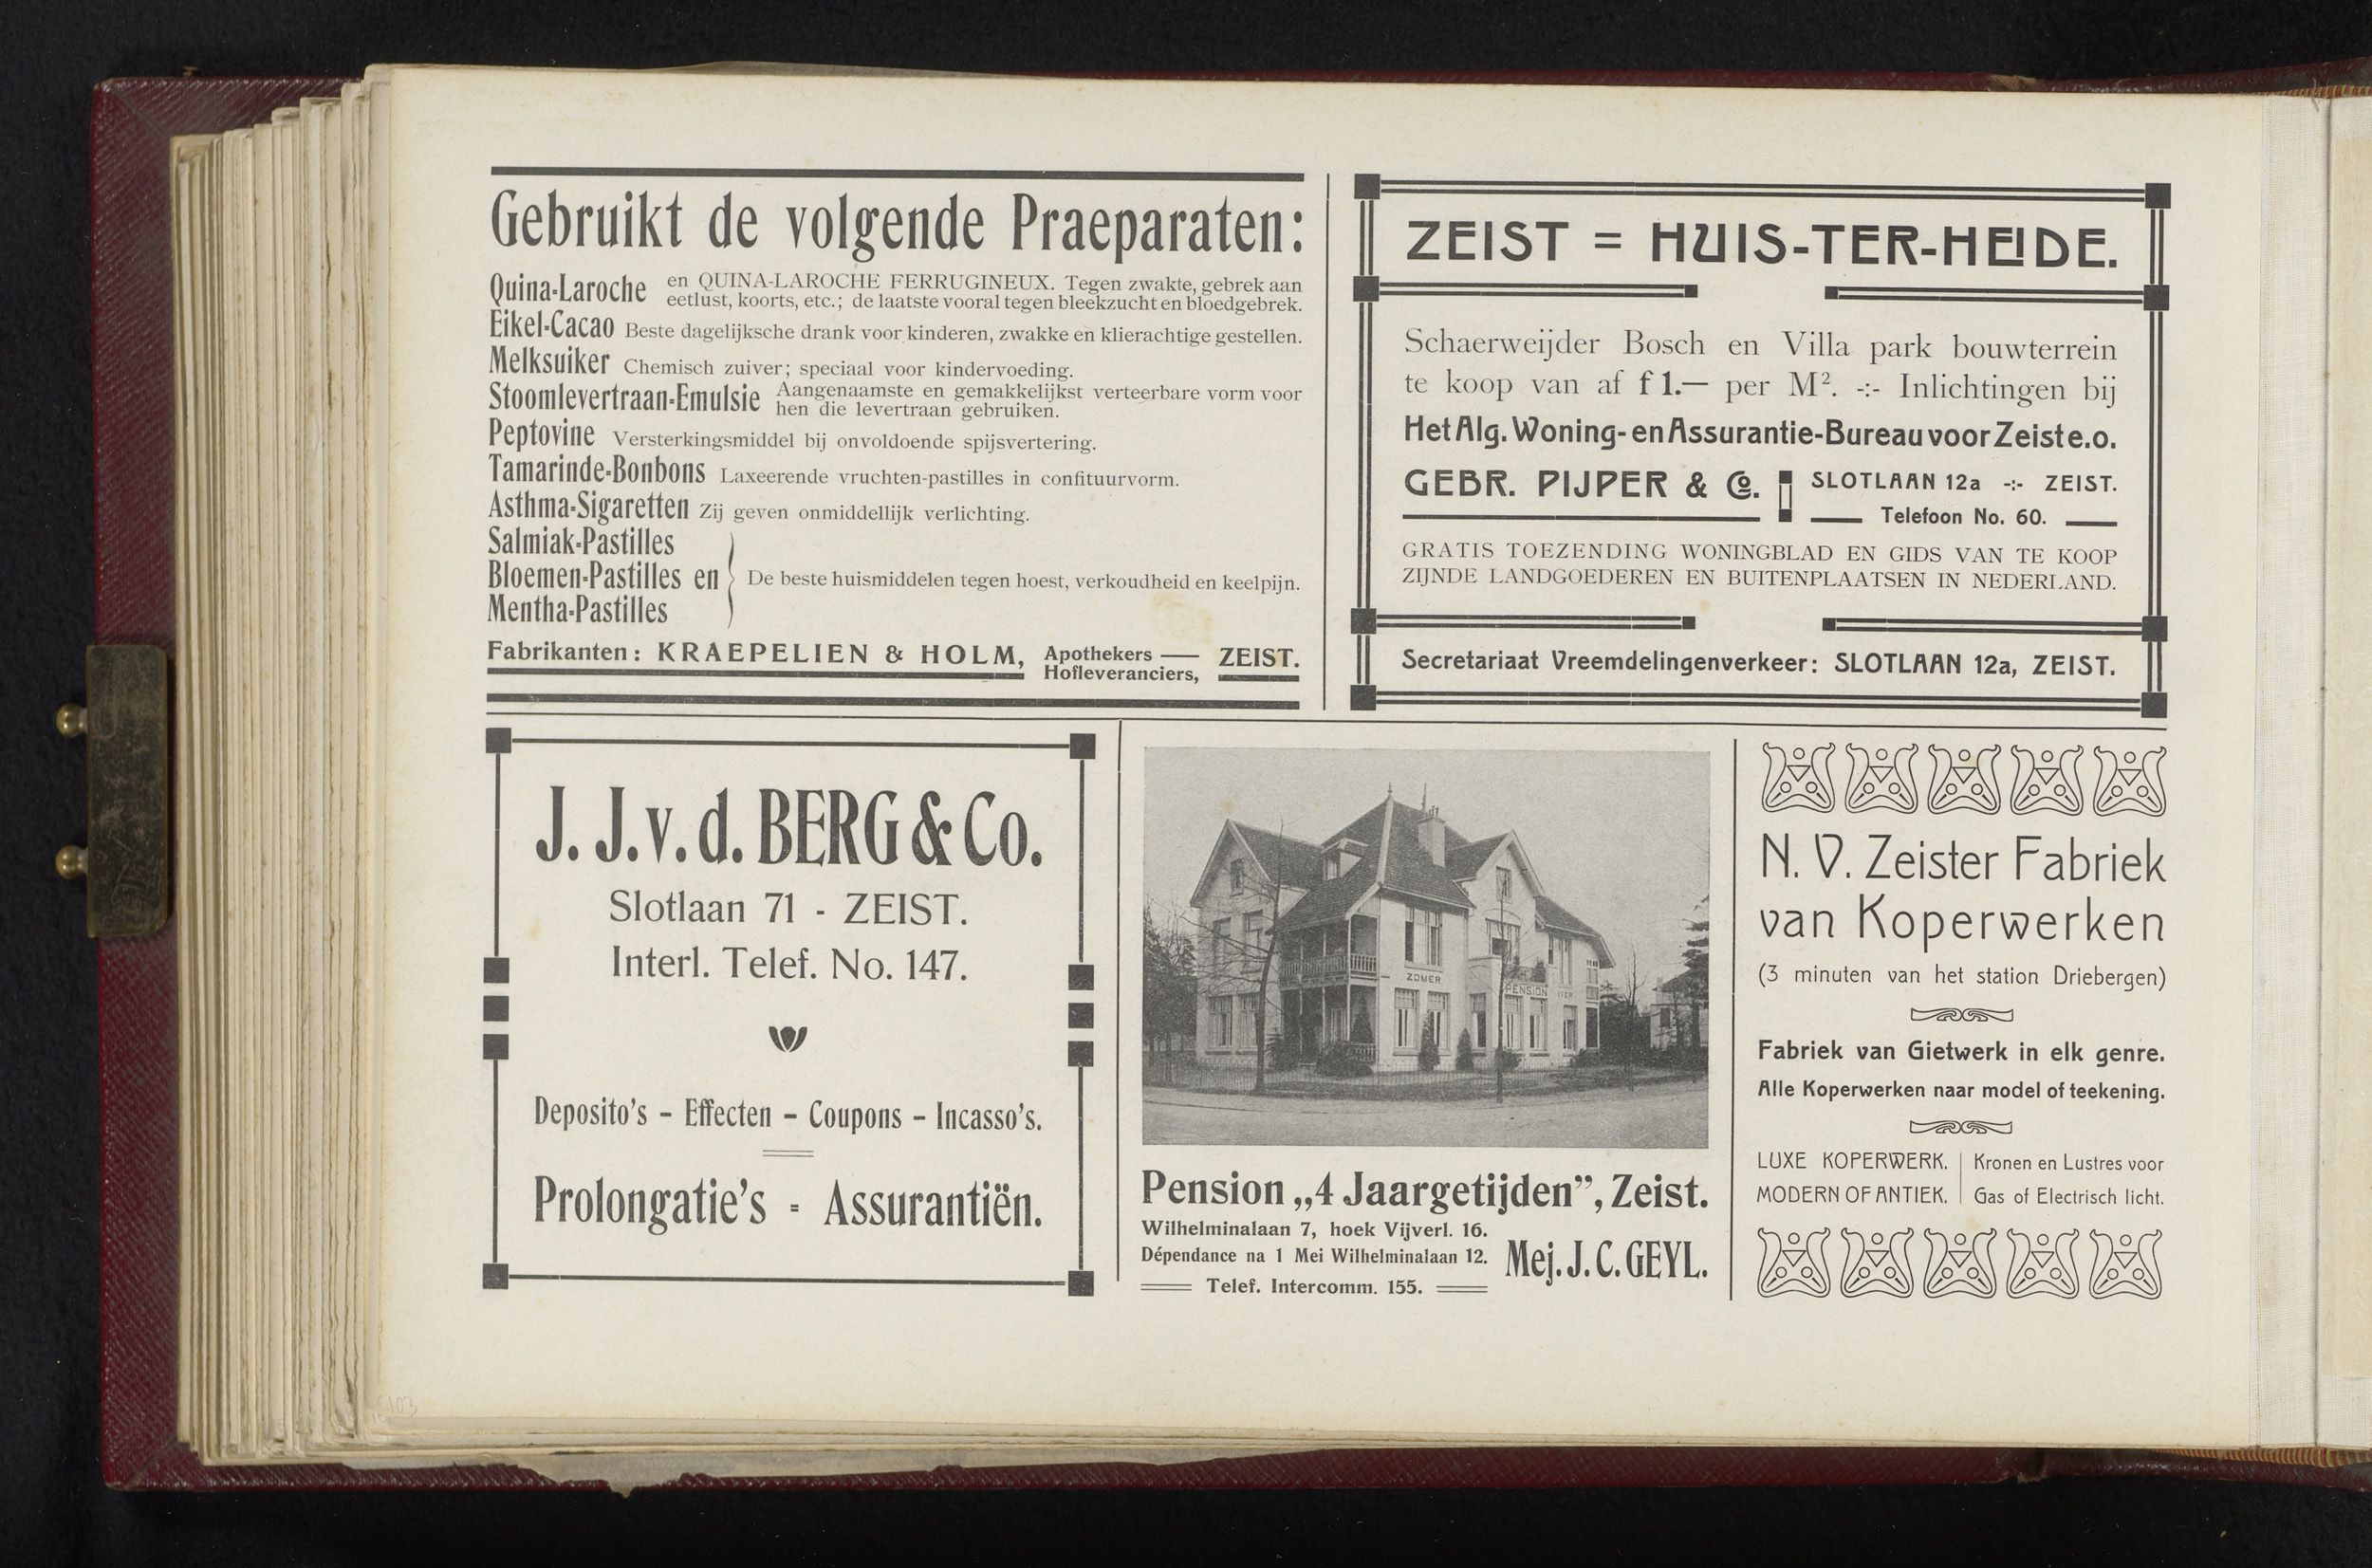 Gebruikt de volgende Praeparaten:
Quina-Laroche en QUINA-LAROCHE FERRUGINEUX. Tegen zwakte, gebrek aan
eetlust, koorts, etc.; de laatste vooral tegen bleekzucht en bloedgebrek.
Eikel-Cacao Beste dagelijksche drank voor kinderen, zwakke en klierachtige gestellen.
Melksuiker Chemisch zuiver; speciaal voor kindervoeding.
Stoomlevertraan-Emulsie Aangenaamste en gemakkelijkst verteerbare vorm voor
hen die levertraan gebruiken.
Peptovine Versterkingsmiddel bij onvoldoende spijsvertering.
Tamarinde-Bonbons Laxeerende vruchten-pastilles in confituurvorm.
Asthma-Sigaretten Zij geven onmiddellijk verlichting.
Salmiak-Pastilles
Bloemen-Pastilles en De beste huismiddelen tegen hoest, verkoudheid en keelpijn.
Mentha-Pastilles
Fabrikanten: KRAEPELIEN & HOLM, Apothekers — ZEIST.
Hofleveranciers,
ZEIST = HUIS-TER-HEIDE.
Schaerweijder Bosch en Villa park bouwterrein
te koop van af f 1.— per M². -:- Inlichtingen bij
Het Alg. Woning- en Assurantie-Bureau voor Zeist e.o.
GEBR. PIJPER & Co. SLOTLAAN 12a -:- ZEIST.
Telefoon No. 60.
GRATIS TOEZENDING WONINGBLAD EN GIDS VAN TE KOOP
ZIJNDE LANDGOEDEREN EN BUITENPLAATSEN IN NEDERLAND.
Secretariaat Vreemdelingenverkeer: SLOTLAAN 12a, ZEIST.
J. J. v. d. BERG & Co.
Slotlaan 71 - ZEIST.
Interl. Telef. No. 147.
Deposito's – Effecten – Coupons – Incasso's.
Prolongatie's = Assurantiën.
ZOMER
PENSION
Pension „4 Jaargetijden”, Zeist.
Wilhelminalaan 7, hoek Vijverl. 16.
Dépendance na 1 Mei Wilhelminalaan 12.
Telef. Intercomm. 155.
Mej. J. C. GEYL.
N. V. Zeister Fabriek
van Koperwerken
(3 minuten van het station Driebergen)
Fabriek van Gietwerk in elk genre.
Alle Koperwerken naar model of teekening.
LUXE KOPERWERK.
MODERN OF ANTIEK.
Kronen en Lustres voor
Gas of Electrisch licht.
103